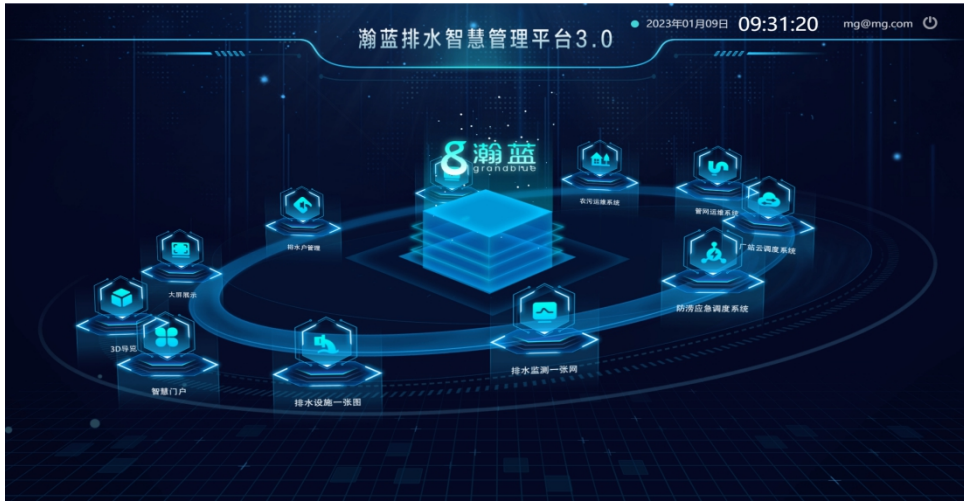 瀚蓝排水智慧管理平台3.0
2023年01月09日 09:31:20 mg@mg.com
瀚蓝
grandblue
农污运维系统
管网运维系统
厂站云调度系统
排水户管理
大屏展示
防涝应急调度系统
3D导览
排水监测一张网
智慧门户
排水设施一张图